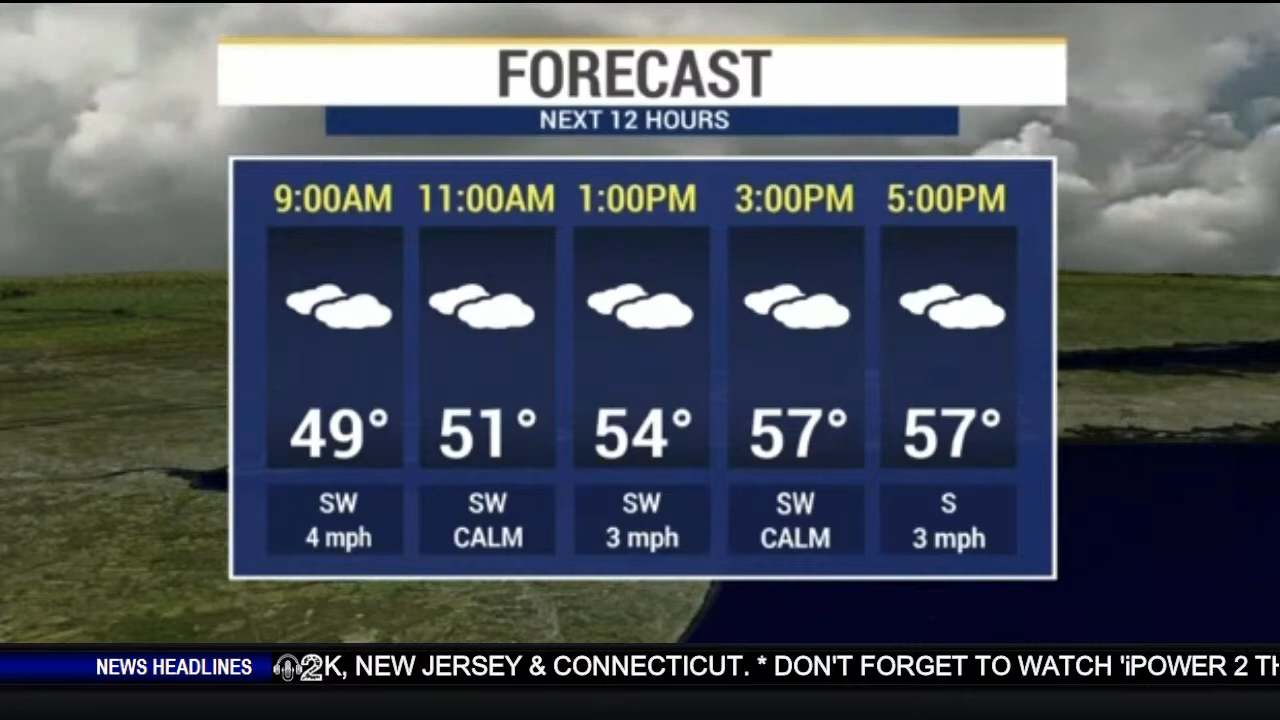 FORECAST
NEXT 12 HOURS
9:00AM 11:00AM 1:00PM 3:00PM 5:00PM
49° 51° 54° 57° 57°
SW SW SW SW S
4 mph CALM 3 mph CALM 3 mph
NEWS HEADLINES 2 K, NEW JERSEY & CONNECTICUT. * DON'T FORGET TO WATCH 'iPOWER 2 TH